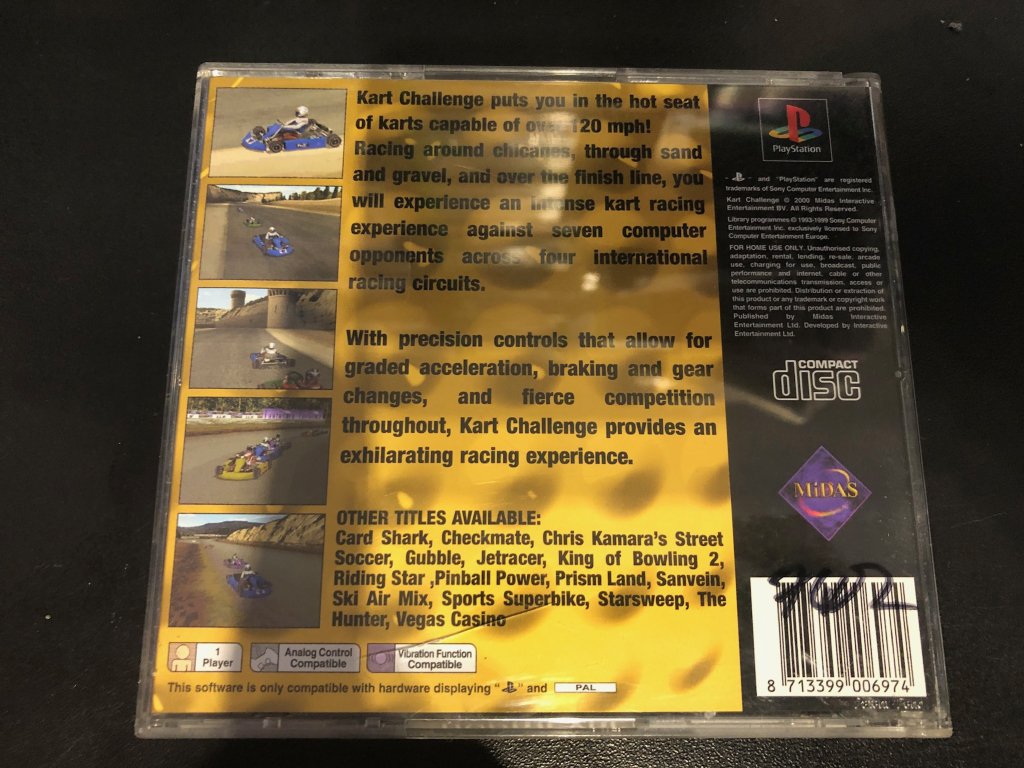 Kart Challenge puts you in the hot seat
of karts capable of over 120 mph!
Racing around chicanes, through sand
and gravel, and over the finish line, you
will experience an intense kart racing
experience against seven computer
opponents across four international
racing circuits.
With precision controls that allow for
graded acceleration, braking and gear
changes, and fierce competition
throughout, Kart Challenge provides an
exhilarating racing experience.
OTHER TITLES AVAILABLE:
Card Shark, Checkmate, Chris Kamara's Street
Soccer, Gubble, Jetracer, King of Bowling 2,
Riding Star ,Pinball Power, Prism Land, Sanvein,
Ski Air Mix, Sports Superbike, Starsweep, The
Hunter, Vegas Casino
1
Player
Analog Control
Compatible
Vibration Function
Compatible
This software is only compatible with hardware displaying " " and PAL
PlayStation
and "PlayStation" are registered
trademarks of Sony Computer Entertainment Inc.
Kart Challenge © 2000 Midas Interactive
Entertainment BV. All Rights Reserved.
Library programmes © 1993-1999 Sony Computer
Entertainment Inc. exclusively licensed to Sony
Computer Entertainment Europe.
FOR HOME USE ONLY. Unauthorised copying,
adaptation, rental, lending, re-sale, arcade
use, charging for use, broadcast, public
performance and internet, cable or other
telecommunications transmission, access or
use are prohibited. Distribution or extraction of
this product or any trademark or copyright work
that forms part of this product are prohibited.
Published by Midas Interactive
Entertainment Ltd. Developed by Interactive
Entertainment Ltd.
COMPACT
disc
MiDAS
8 713399 006974